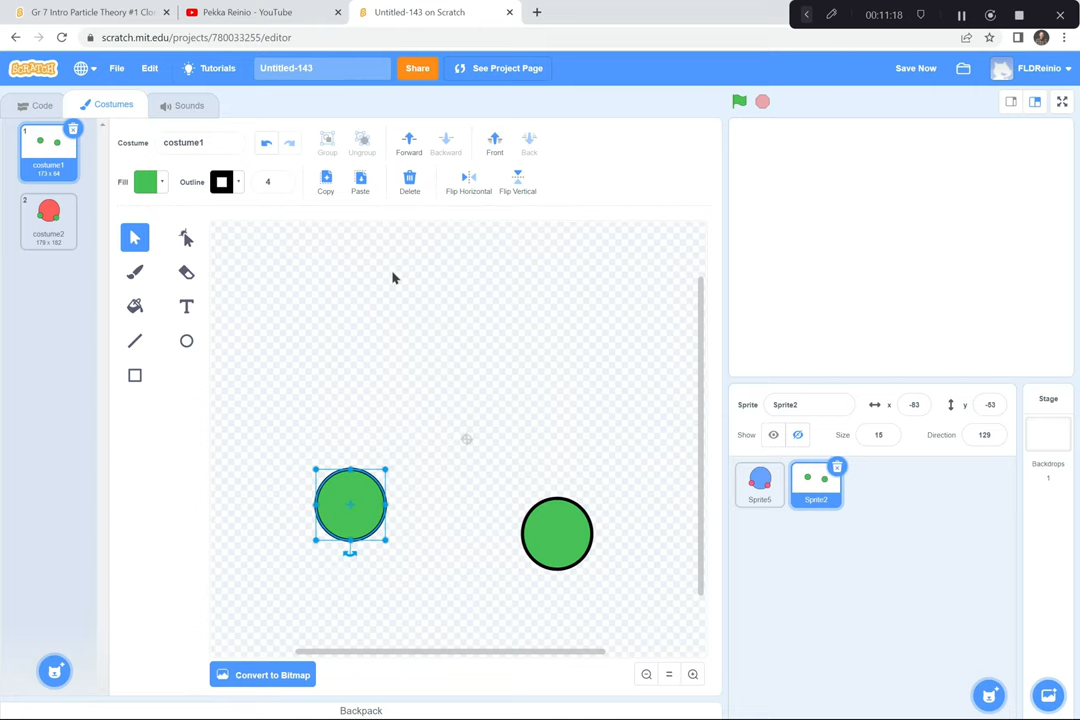 Gr 7 Intro Particle Theory #1 Clo
Pekka Reinio - YouTube
Untitled-143 on Scratch
00:11:18
scratch.mit.edu/projects/780033255/editor
SCRATCH
File
Edit
Tutorials
Untitled-143
Share
See Project Page
Save Now
FLDReinio
Code
Costumes
Sounds
1
costume1
173 x 64
2
costume2
179 x 182
Costume
costume1
Group
Ungroup
Forward
Backward
Front
Back
Fill
Outline
4
Copy
Paste
Delete
Flip Horizontal
Flip Vertical
T
Convert to Bitmap
Backpack
Sprite
Sprite2
x
-83
y
-53
Show
Size
15
Direction
129
Sprite5
Sprite2
Stage
Backdrops
1